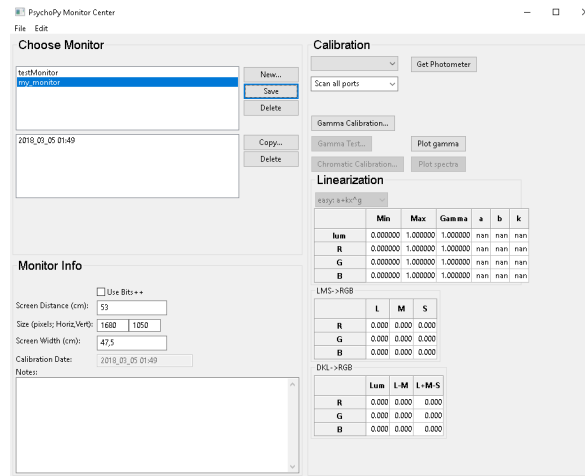 PsychoPy Monitor Center
File Edit
Choose Monitor
testMonitor
my_monitor
New...
Save
Delete
2018_03_05 01:49
Copy...
Delete
Monitor Info
Use Bits++
Screen Distance (cm): 53
Size (pixels; Horiz,Vert): 1680 1050
Screen Width (cm): 47,5
Calibration Date: 2018_03_05 01:49
Notes:
Calibration
Get Photometer
Scan all ports
Gamma Calibration...
Gamma Test... Plot gamma
Chromatic Calibration... Plot spectra
Linearization
easy: a+kx^g
Min Max Gamma a b k
lum 0.000000 1.000000 1.000000 nan nan nan
R 0.000000 1.000000 1.000000 nan nan nan
G 0.000000 1.000000 1.000000 nan nan nan
B 0.000000 1.000000 1.000000 nan nan nan
LMS->RGB
L M S
R 0.000 0.000 0.000
G 0.000 0.000 0.000
B 0.000 0.000 0.000
DKL->RGB
Lum L-M L+M-S
R 0.000 0.000 0.000
G 0.000 0.000 0.000
B 0.000 0.000 0.000